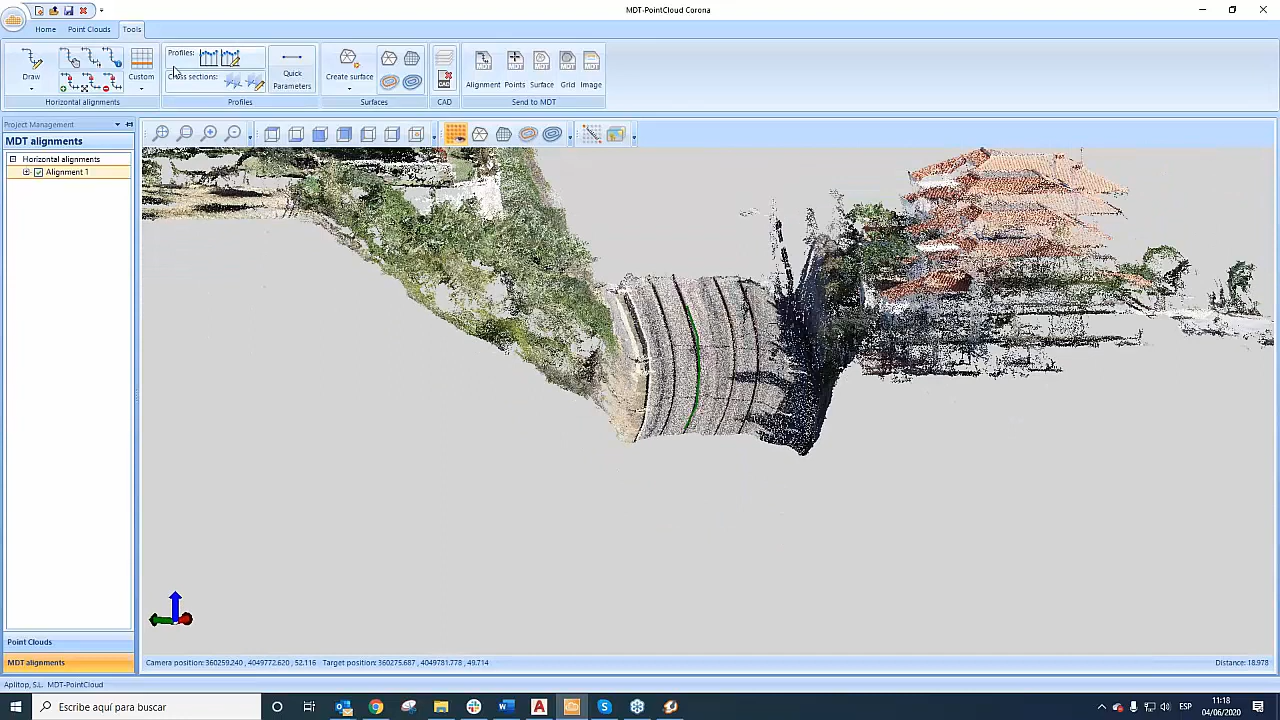 MDT-PointCloud Corona
Home
Point Clouds
Tools
Draw
Custom
Horizontal alignments
Profiles:
Cross sections:
Quick
Parameters
Profiles
Create surface
Surfaces
CAD
Alignment
Points
Surface
Grid
Image
Send to MDT
Project Management
MDT alignments
Horizontal alignments
Alignment 1
Point Clouds
MDT alignments
Camera position: 360259.240 , 4049772.620 , 52.116 Target position: 360275.687 , 4049781.778 , 49.714
Distance: 18.978
Aplitop, S.L. MDT-PointCloud
Escribe aquí para buscar
ESP
11:18
04/06/2020